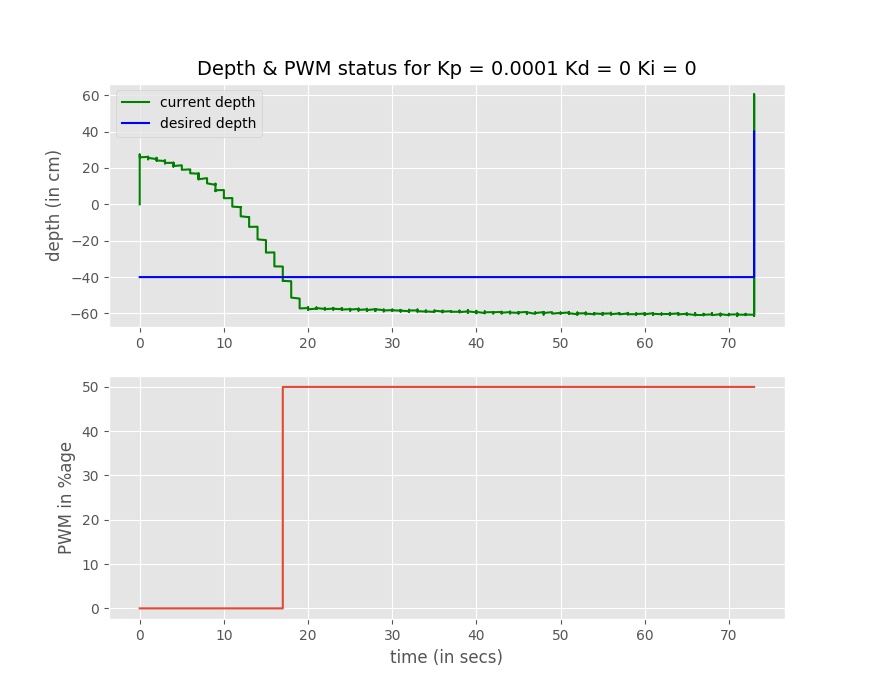 Depth & PWM status for Kp = 0.0001 Kd = 0 Ki = 0
current depth
desired depth
depth (in cm)
60
40
20
0
−20
−40
−60
0 10 20 30 40 50 60 70
PWM in %age
50
40
30
20
10
0
0 10 20 30 40 50 60 70
time (in secs)